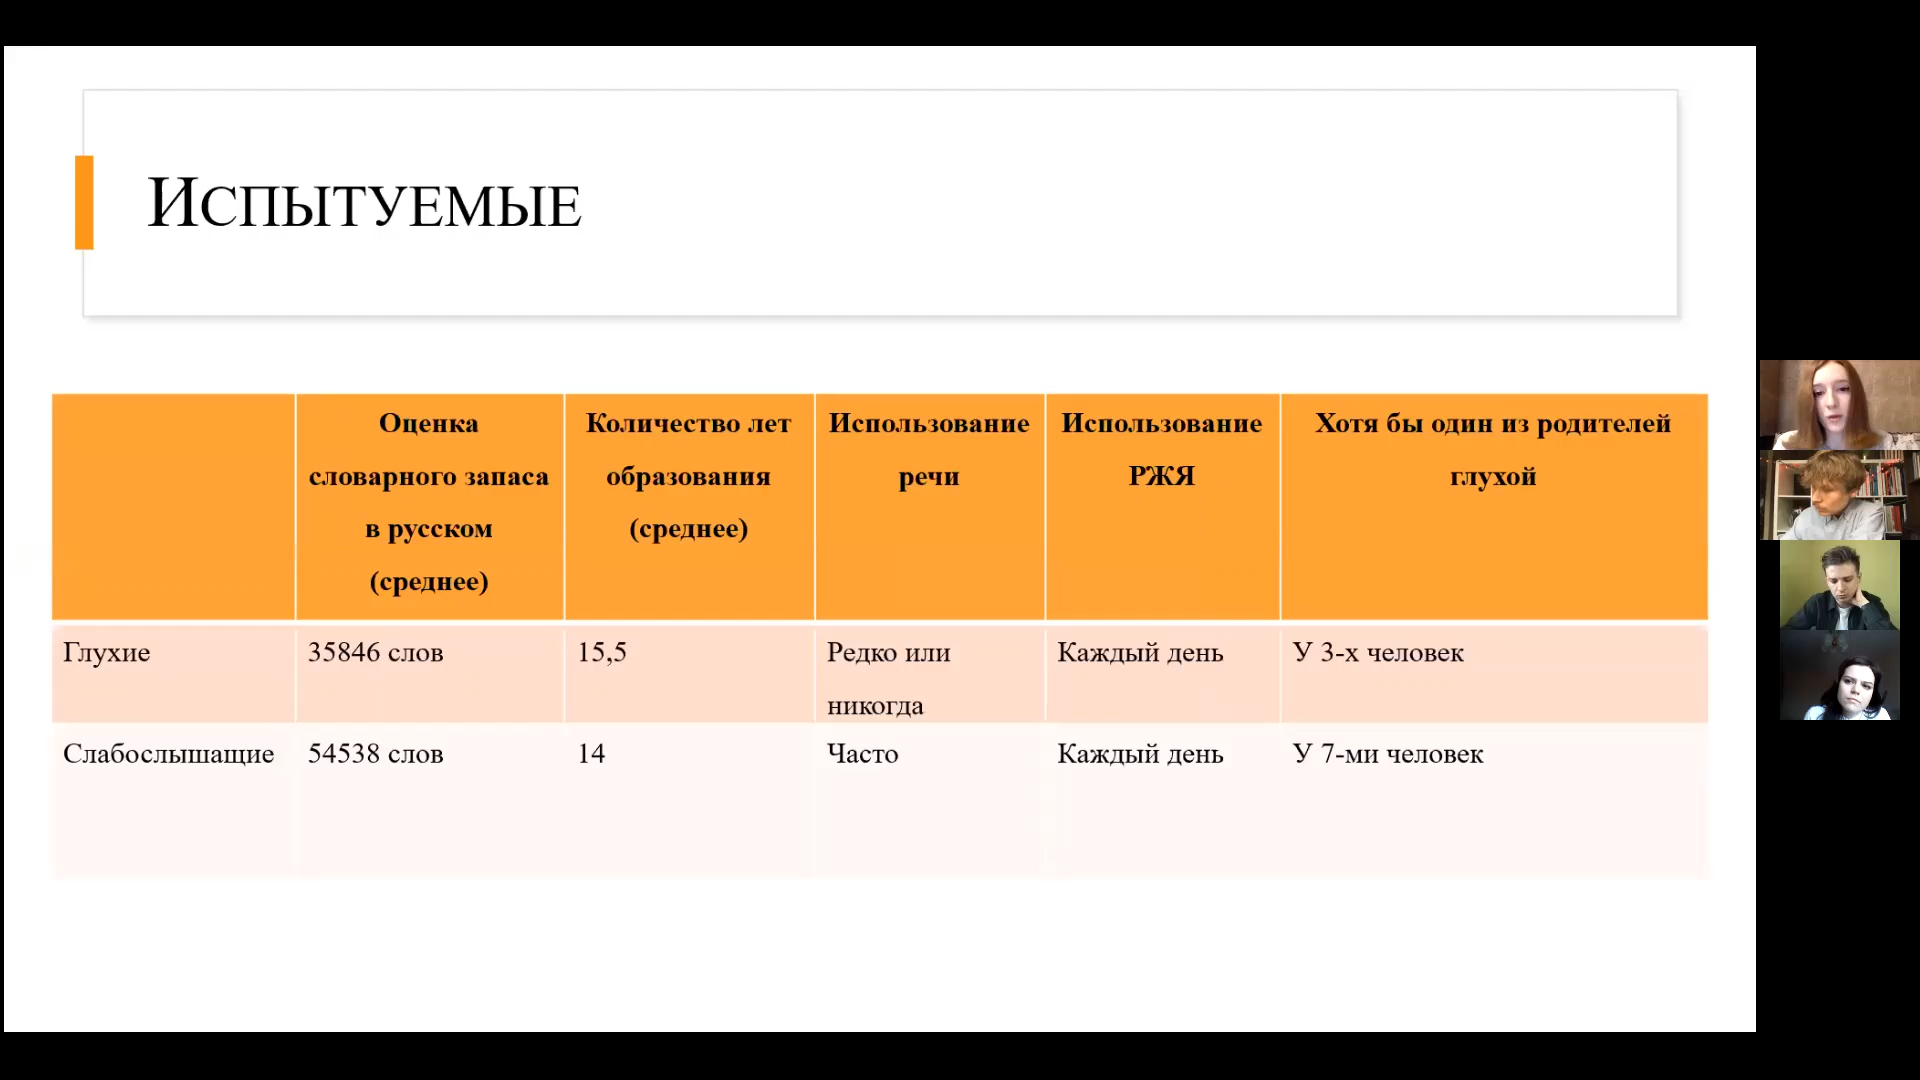 Испытуемые
Оценка
словарного запаса
в русском
(среднее)
Количество лет
образования
(среднее)
Использование
речи
Использование
РЖЯ
Хотя бы один из родителей
глухой
Глухие
35846 слов
15,5
Редко или
никогда
Каждый день
У 3-х человек
Слабослышащие
54538 слов
14
Часто
Каждый день
У 7-ми человек